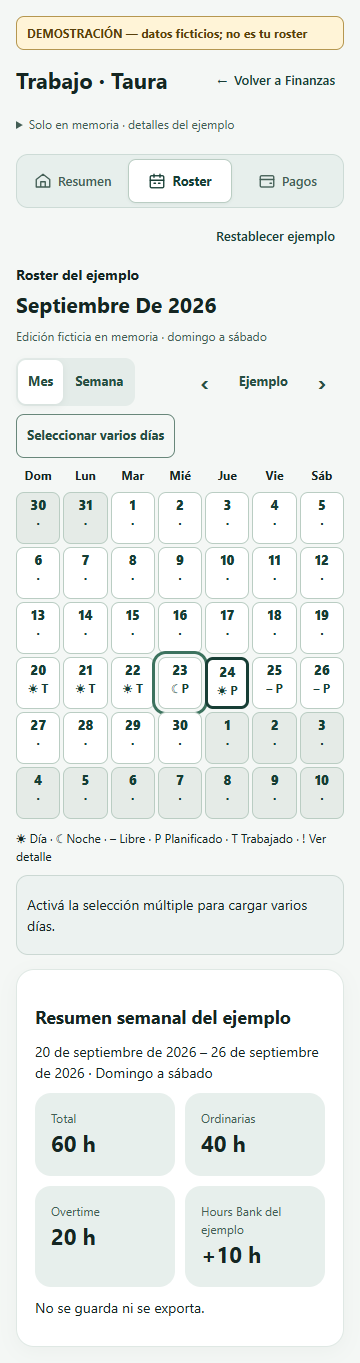 DEMOSTRACIÓN — datos ficticios; no es tu roster
Trabajo · Taura
← Volver a Finanzas
▶ Solo en memoria · detalles del ejemplo
Resumen
Roster
Pagos
Restablecer ejemplo
Roster del ejemplo
Septiembre De 2026
Edición ficticia en memoria · domingo a sábado
Mes
Semana
‹
Ejemplo
›
Seleccionar varios días
Dom Lun Mar Mié Jue Vie Sáb
30 31 1 2 3 4 5
· · · · · · ·
6 7 8 9 10 11 12
· · · · · · ·
13 14 15 16 17 18 19
· · · · · · ·
20 21 22 23 24 25 26
☀ T ☀ T ☀ T ☾ P ☀ P – P – P
27 28 29 30 1 2 3
· · · · · · ·
4 5 6 7 8 9 10
· · · · · · ·
☀ Día · ☾ Noche · – Libre · P Planificado · T Trabajado · ! Ver
detalle
Activá la selección múltiple para cargar varios
días.
Resumen semanal del ejemplo
20 de septiembre de 2026 – 26 de septiembre
de 2026 · Domingo a sábado
Total
60 h
Ordinarias
40 h
Overtime
20 h
Hours Bank del
ejemplo
+10 h
No se guarda ni se exporta.